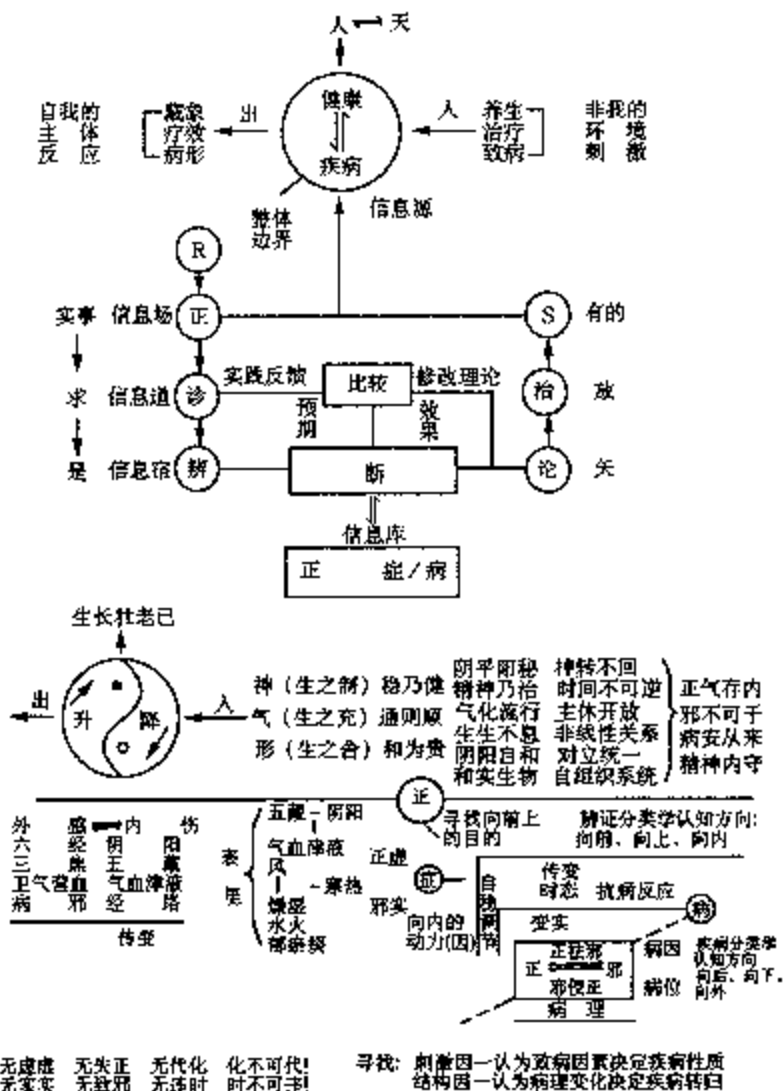 人 天
健康
疾病
自我的
主体
反应
藏象
疗效
病形
出
入
养生
治疗
致病
非我的
环境
刺激
整体
边界
信息源
R
实事 信息场 正
S 有的
求 信息道 诊
实践反馈
比较
修改理论
治 放
预期
效果
是 信息宿 辨
断
论 矢
信息库
正 症/病
生长壮老已
出
升 降
入
神（生之制）稳乃健
气（生之充）通则顺
形（生之舍）和为贵
阴平阳秘 神转不回
精神乃治 时间不可逆
气化流行 主体开放
生生不息 非线性关系
阴阳自和 对立统一
和实生物 自组织系统
正气存内
邪不可干
病安从来
精神内守
正
寻找向前上
的目的
辨证分类学认知方向:
向前、向上、向内
外感 内伤
六经 阴阳
三焦 五藏
卫气营血 气血津液
病邪 经络
传变
表里
五藏-阴阳
气血津液
风
寒热
燥湿
水火
郁瘀痰
正虚
邪实
症
向内的
动力(因)
自我调节
传变
时态 抗病反应
变实
病
正祛邪
正 邪
邪侵正
病因
病位
病理
疾病分类学
认知方向
向后、向下、
向外
无虚虚 无失正 无代化 化不可代!
无实实 无致邪 无违时 时不可违!
寻找: 刺激因-认为致病因素决定疾病性质
结构因-认为病理变化决定疾病转归